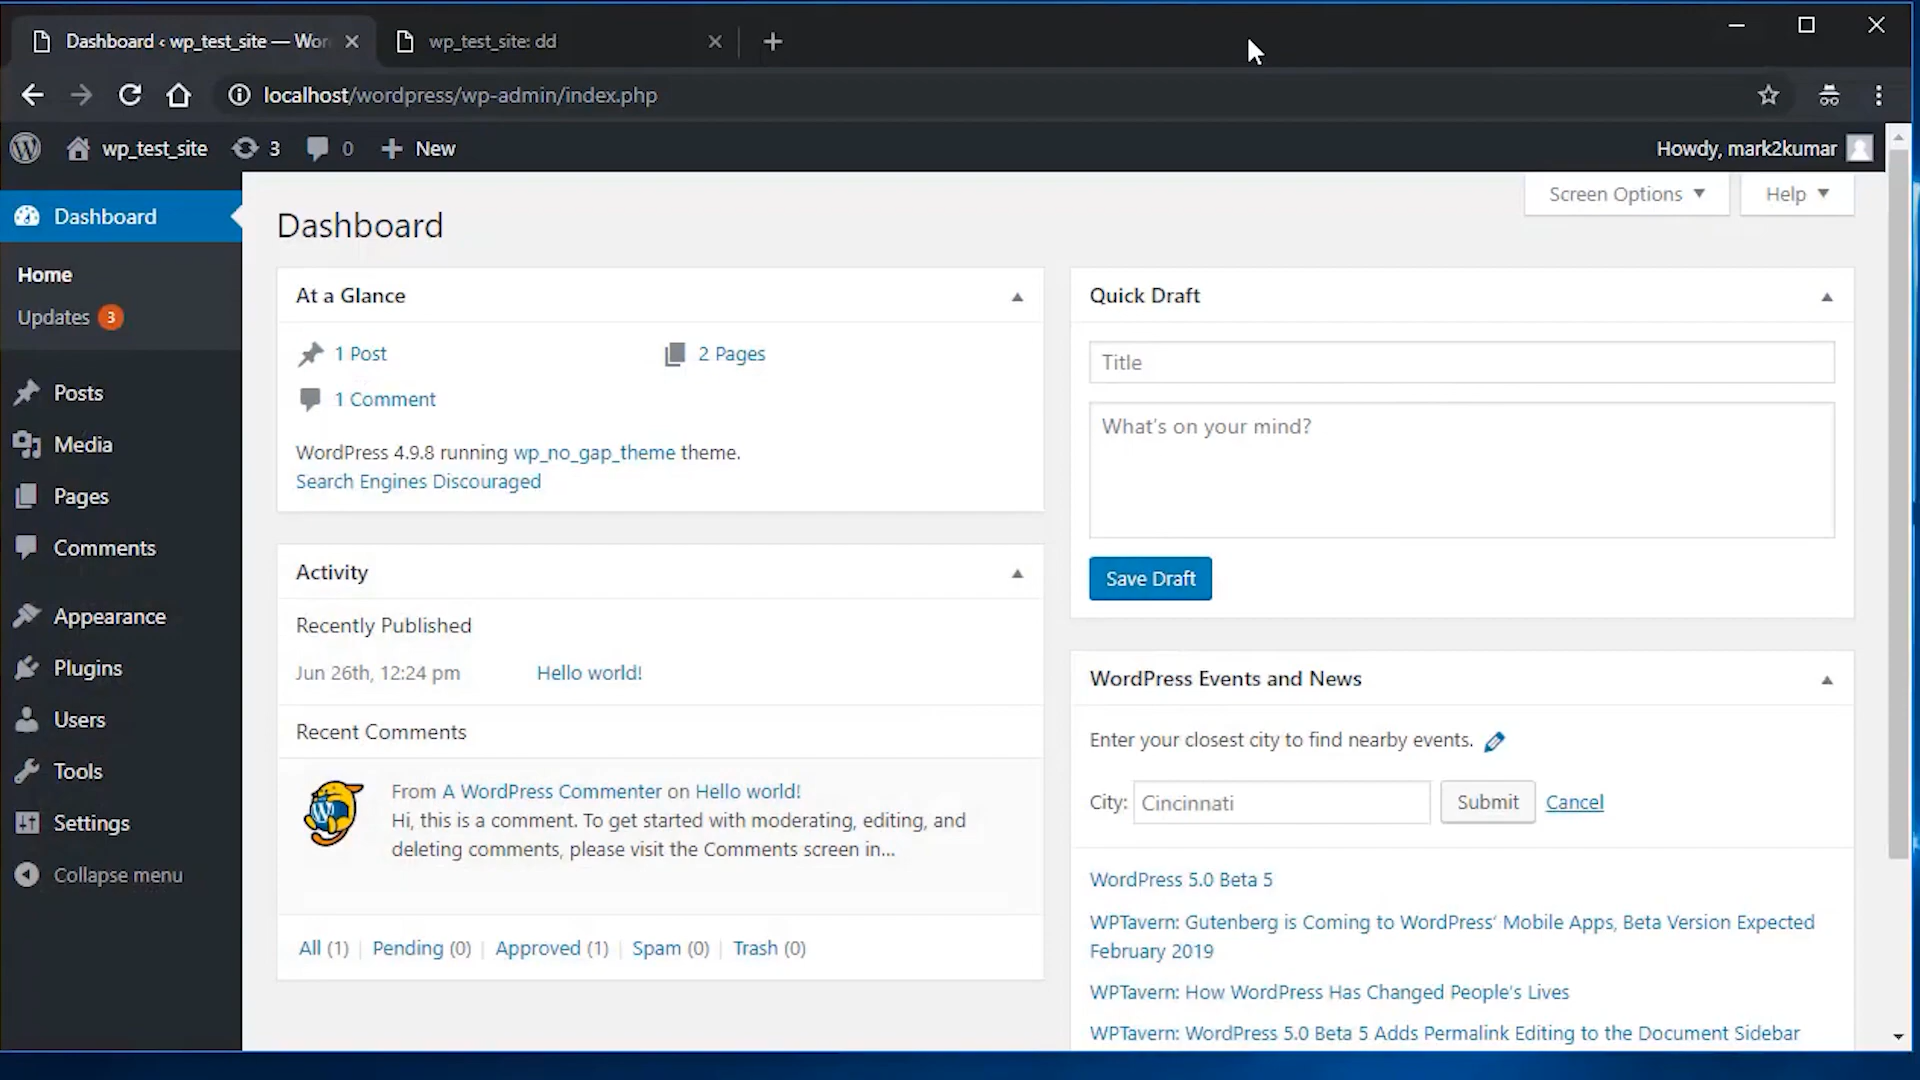 Dashboard ‹ wp_test_site — Wor
wp_test_site: dd
localhost/wordpress/wp-admin/index.php
wp_test_site 3 0 New
Howdy, mark2kumar
Screen Options
Help
Dashboard
Home
Updates 3
Posts
Media
Pages
Comments
Appearance
Plugins
Users
Tools
Settings
Collapse menu
Dashboard
At a Glance
1 Post
2 Pages
1 Comment
WordPress 4.9.8 running wp_no_gap_theme theme.
Search Engines Discouraged
Activity
Recently Published
Jun 26th, 12:24 pm Hello world!
Recent Comments
From A WordPress Commenter on Hello world!
Hi, this is a comment. To get started with moderating, editing, and
deleting comments, please visit the Comments screen in...
All (1) | Pending (0) | Approved (1) | Spam (0) | Trash (0)
Quick Draft
Title
What's on your mind?
Save Draft
WordPress Events and News
Enter your closest city to find nearby events.
City: Cincinnati Submit Cancel
WordPress 5.0 Beta 5
WPTavern: Gutenberg is Coming to WordPress‘ Mobile Apps, Beta Version Expected
February 2019
WPTavern: How WordPress Has Changed People's Lives
WPTavern: WordPress 5.0 Beta 5 Adds Permalink Editing to the Document Sidebar